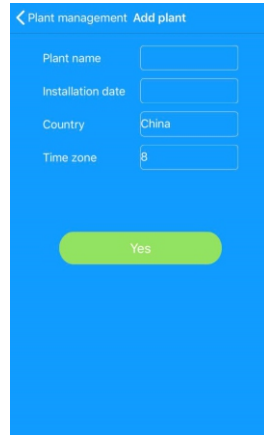 Plant management Add plant
Plant name
Installation date
Country China
Time zone 8
Yes